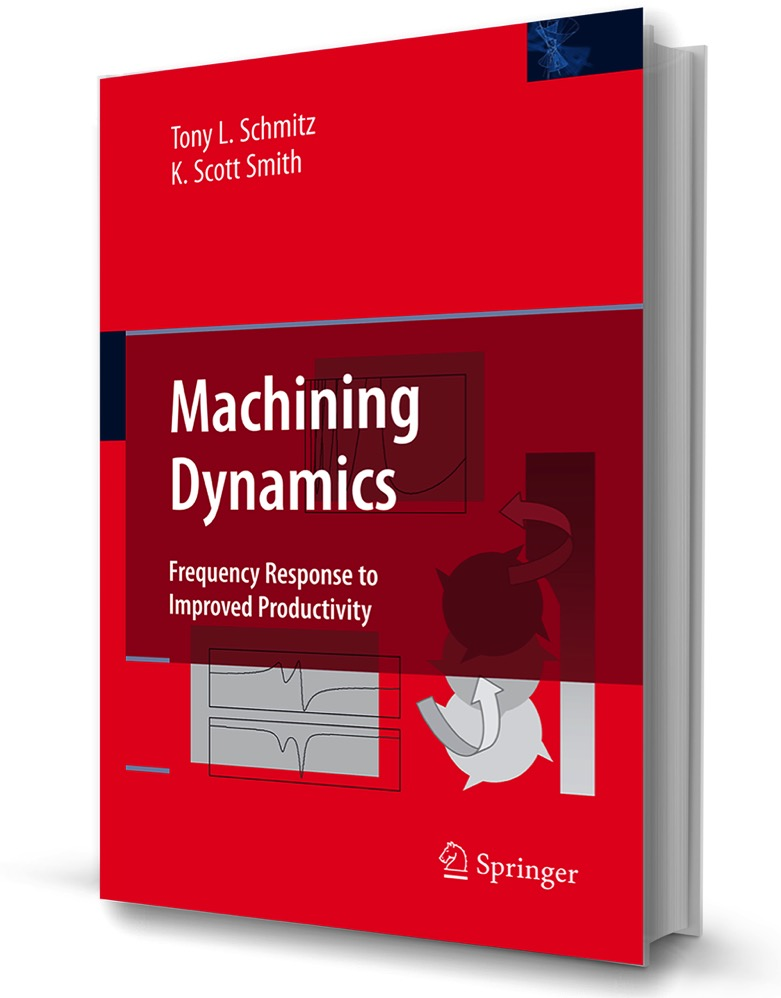 Tony L. Schmitz
K. Scott Smith
Machining
Dynamics
Frequency Response to
Improved Productivity
Springer